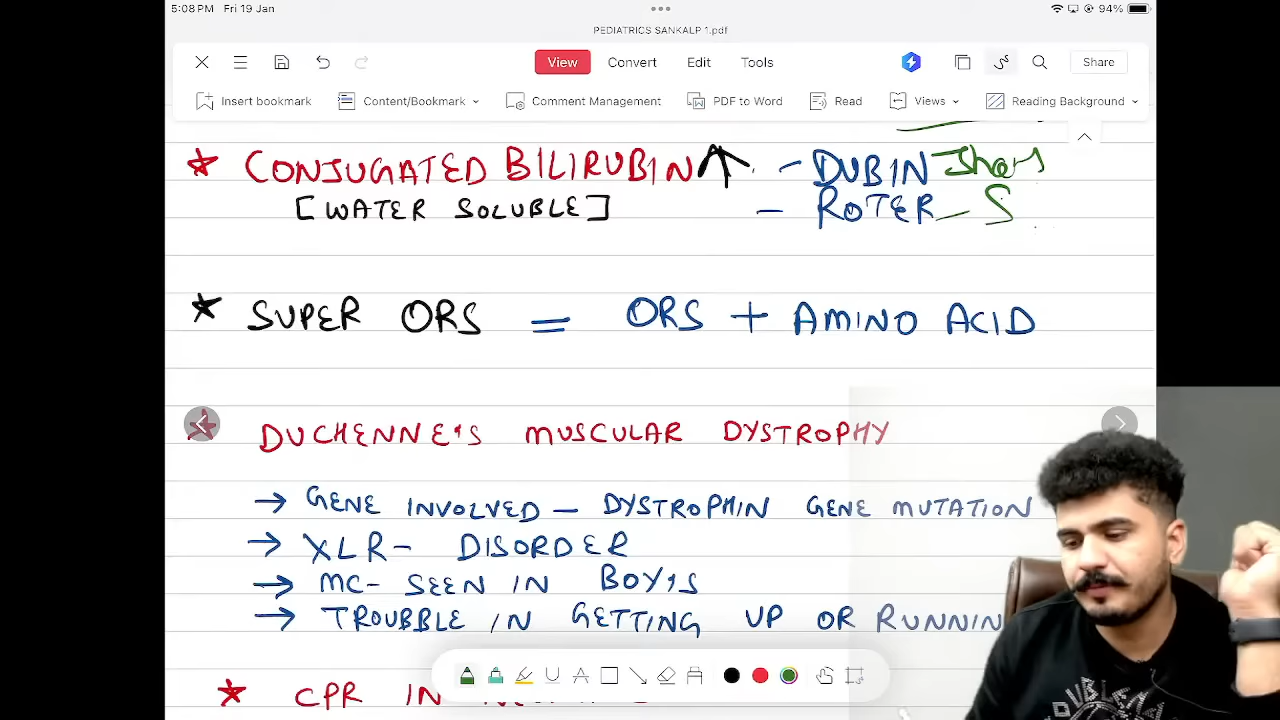 5:08 PM Fri 19 Jan
94%
PEDIATRICS SANKALP 1.pdf
View Convert Edit Tools Share
Insert bookmark Content/Bookmark Comment Management PDF to Word Read Views Reading Background
CONJUGATED BILIRUBIN ↑ - DUBIN
[WATER SOLUBLE] - ROTER - S
SUPER ORS = ORS + AMINO ACID
DUCHENNE'S MUSCULAR DYSTROPHY
→ GENE INVOLVED - DYSTROPHIN GENE MUTATION
→ XLR - DISORDER
→ MC- SEEN IN BOY'S
→ TROUBBLE IN GETTING UP OR RUNNIN
CPR IN